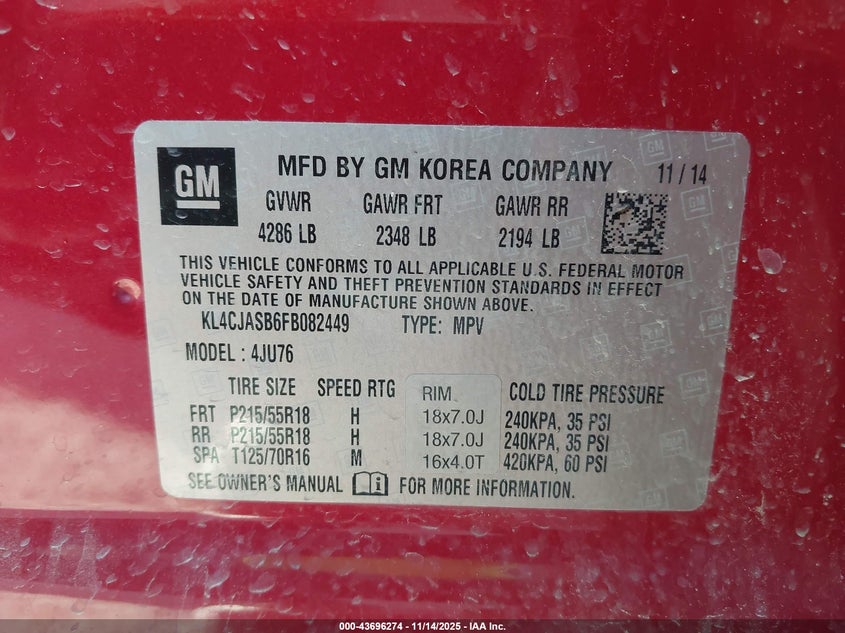 GM MFD BY GM KOREA COMPANY 11/14
GVWR GAWR FRT GAWR RR
4286 LB 2348 LB 2194 LB
THIS VEHICLE CONFORMS TO ALL APPLICABLE U.S. FEDERAL MOTOR
VEHICLE SAFETY AND THEFT PREVENTION STANDARDS IN EFFECT
ON THE DATE OF MANUFACTURE SHOWN ABOVE.
KL4CJASB6FB082449 TYPE: MPV
MODEL : 4JU76
TIRE SIZE SPEED RTG RIM COLD TIRE PRESSURE
FRT P215/55R18 H 18x7.0J 240KPA, 35 PSI
RR P215/55R18 H 18x7.0J 240KPA, 35 PSI
SPA T125/70R16 M 16x4.0T 420KPA, 60 PSI
SEE OWNER'S MANUAL FOR MORE INFORMATION.
000-43696274 - 11/14/2025 - IAA Inc.